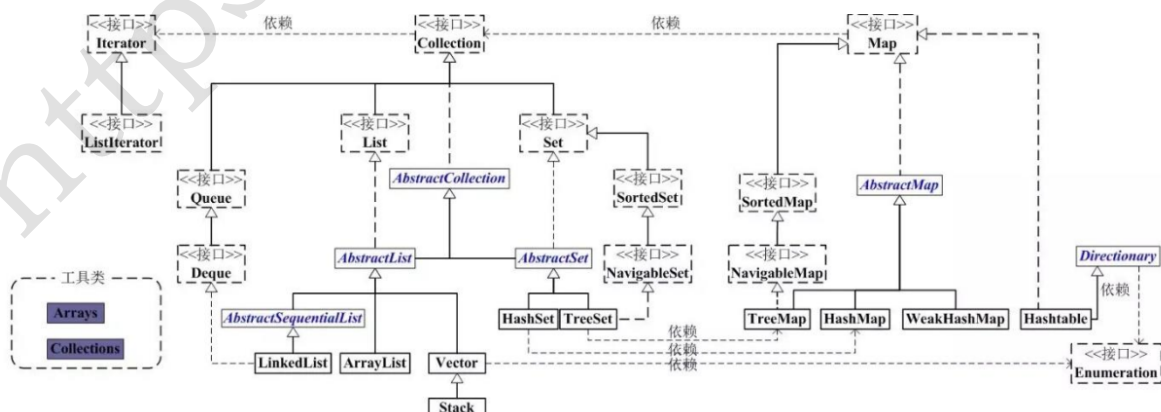 https
<<接口>>
Iterator
依赖
<<接口>>
Collection
依赖
<<接口>>
Map
<<接口>>
ListIterator
<<接口>>
List
<<接口>>
Set
<<接口>>
Queue
AbstractCollection
<<接口>>
SortedSet
<<接口>>
SortedMap
AbstractMap
<<接口>>
Deque
AbstractList
AbstractSet
<<接口>>
NavigableSet
<<接口>>
NavigableMap
Directionary
工具类
Arrays
Collections
AbstractSequentialList
HashSet
TreeSet
TreeMap
HashMap
WeakHashMap
Hashtable
依赖
依赖
依赖
依赖
LinkedList
ArrayList
Vector
<<接口>>
Enumeration
Stack